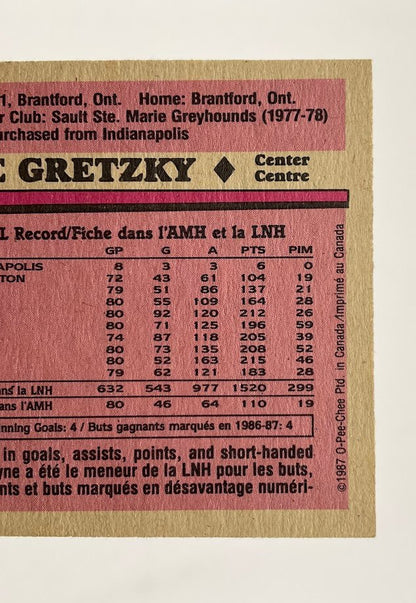 1, Brantford, Ont. Home: Brantford, Ont.
r Club: Sault Ste. Marie Greyhounds (1977-78)
urchased from Indianapolis
E GRETZKY ♦ Center
Centre
L Record/Fiche dans l'AMH et la LNH
GP G A PTS PIM
APOLIS 8 3 3 6 0
TON 72 43 61 104 19
79 51 86 137 21
80 55 109 164 28
80 92 120 212 26
80 71 125 196 59
74 87 118 205 39
80 73 135 208 52
80 52 163 215 46
79 62 121 183 28
ans la LNH 632 543 977 1520 299
ans l'AMH 80 46 64 110 19
nning Goals: 4 / Buts gagnants marqués en 1986-87: 4
in goals, assists, points, and short-handed
yne a été le meneur de la LNH pour les buts,
nts et buts marqués en désavantage numéri-
©1987 O-Pee-Chee Ptd. in Canada/Imprimé au Canada